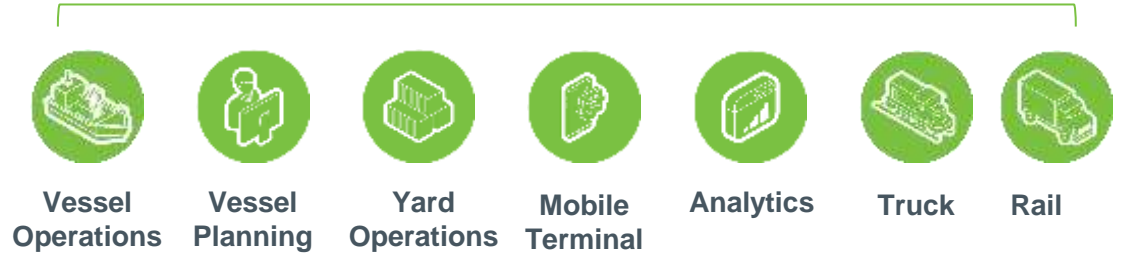 Vessel
Operations
Vessel
Planning
Yard
Operations
Mobile
Terminal
Analytics
Truck
Rail